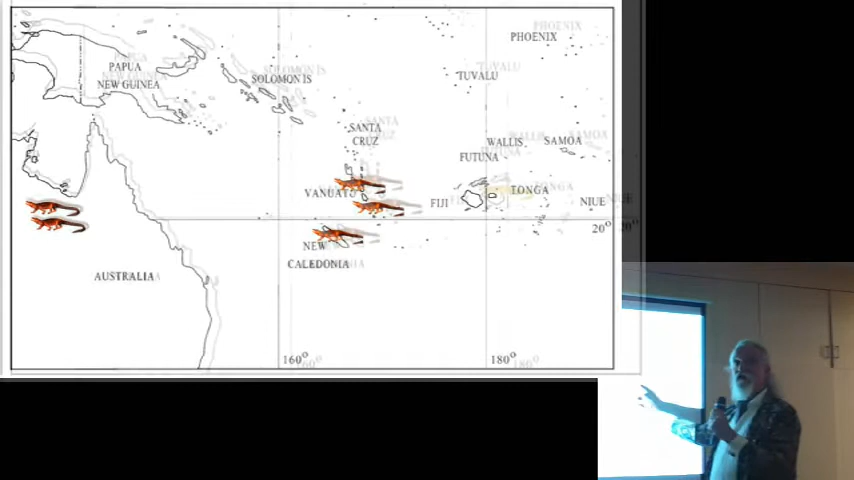 PHOENIX
PAPUA
NEW GUINEA
SOLOMON IS
TUVALU
SANTA
CRUZ
WALLIS
SAMOA
FUTUNA
VANUATU
TONGA
FIJI
NIUE
20°
NEW
CALEDONIA
AUSTRALIA
160°
180°